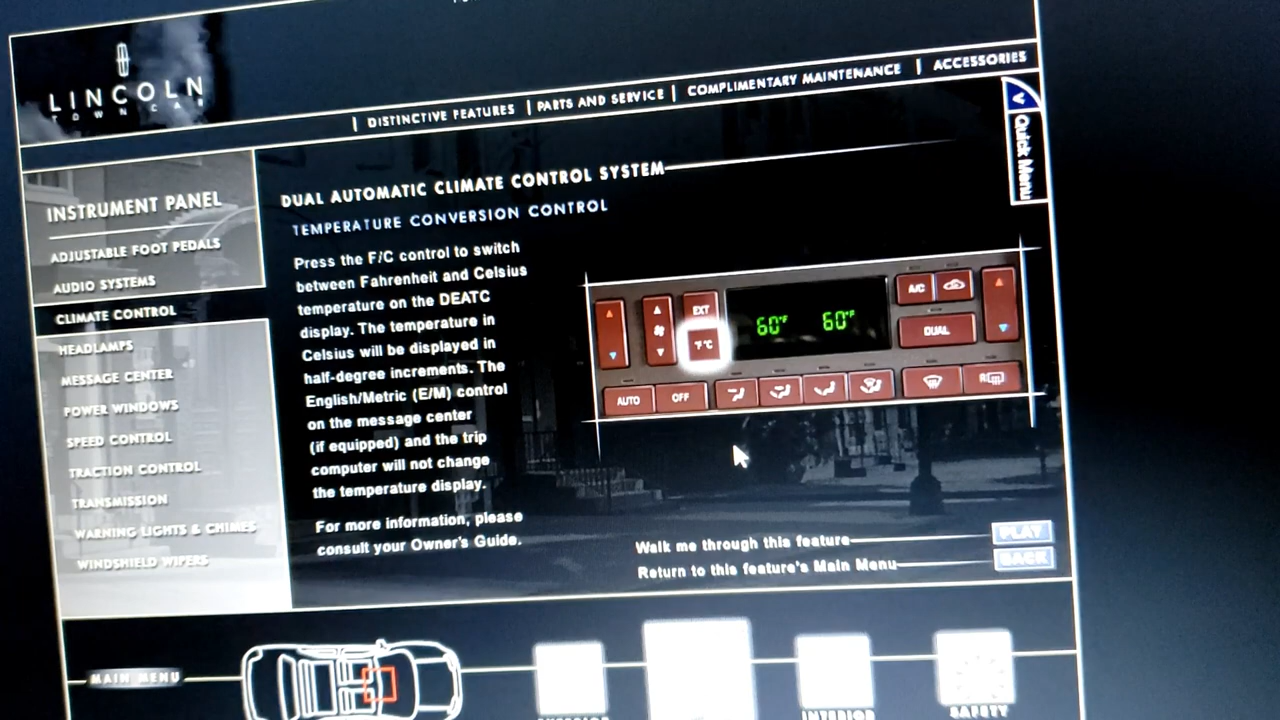 LINCOLN
TOWN CAR
DISTINCTIVE FEATURES | PARTS AND SERVICE | COMPLIMENTARY MAINTENANCE | ACCESSORIES
Quick Menu
INSTRUMENT PANEL
ADJUSTABLE FOOT PEDALS
AUDIO SYSTEMS
CLIMATE CONTROL
HEADLAMPS
MESSAGE CENTER
POWER WINDOWS
SPEED CONTROL
TRACTION CONTROL
TRANSMISSION
WARNING LIGHTS & CHIMES
WINDSHIELD WIPERS
DUAL AUTOMATIC CLIMATE CONTROL SYSTEM
TEMPERATURE CONVERSION CONTROL
Press the F/C control to switch
between Fahrenheit and Celsius
temperature on the DEATC
display. The temperature in
Celsius will be displayed in
half-degree increments. The
English/Metric (E/M) control
on the message center
(if equipped) and the trip
computer will not change
the temperature display.
For more information, please
consult your Owner's Guide.
EXT
°F°C
60°F 60°F
A/C
DUAL
AUTO OFF
R
Walk me through this feature
PLAY
Return to this feature's Main Menu
BACK
MAIN MENU
EXTERIOR
INTERIOR
SAFETY